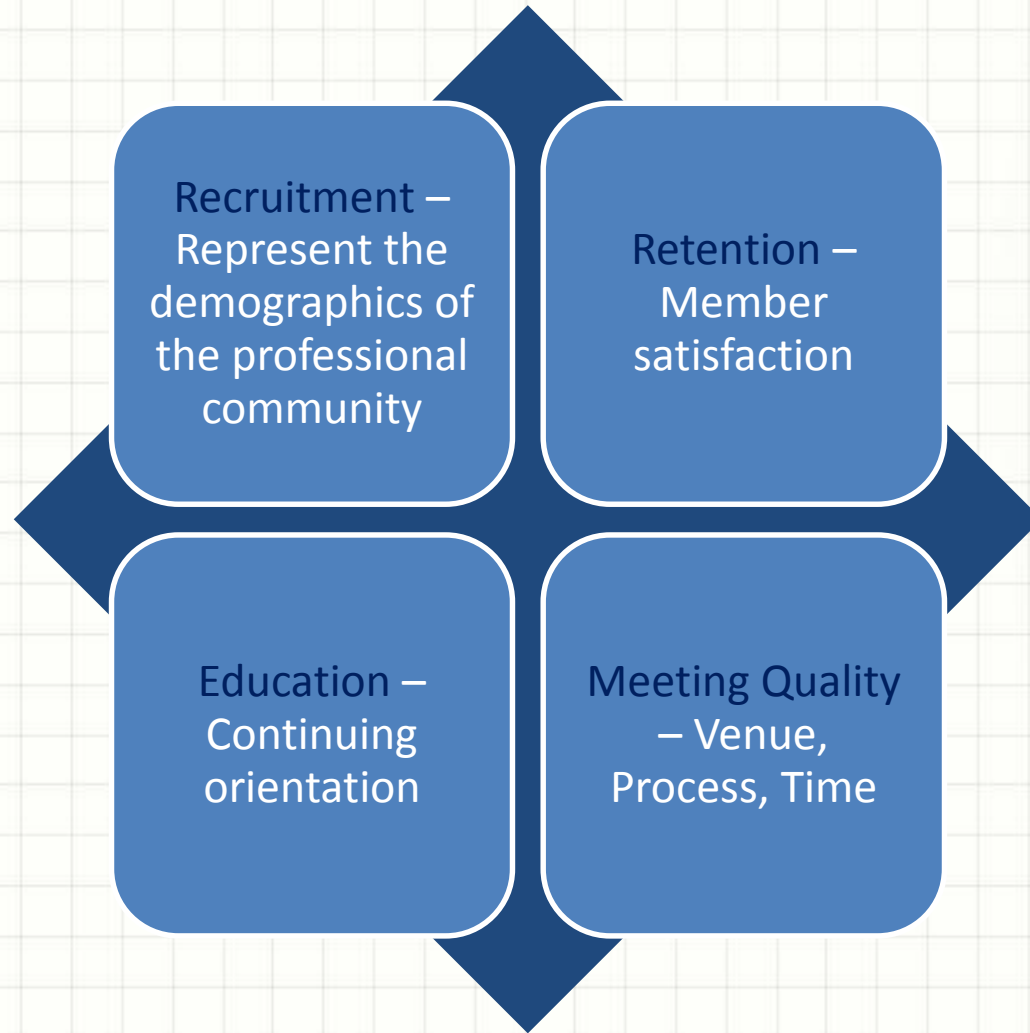 Recruitment –
Represent the
demographics of
the professional
community
Retention –
Member
satisfaction
Education –
Continuing
orientation
Meeting Quality
– Venue,
Process, Time